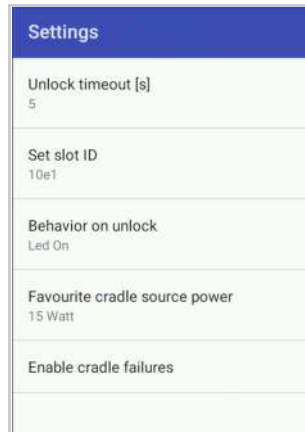 Settings
Unlock timeout [s]
5
Set slot ID
10e1
Behavior on unlock
Led On
Favourite cradle source power
15 Watt
Enable cradle failures